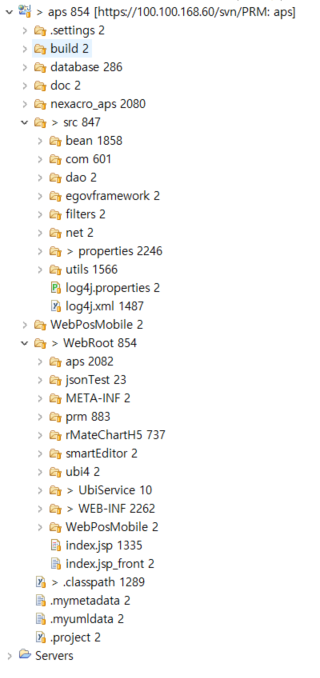 > aps 854 [https://100.100.168.60/svn/PRM: aps]
.settings 2
build 2
database 286
doc 2
nexacro_aps 2080
> src 847
bean 1858
com 601
dao 2
egovframework 2
filters 2
net 2
> properties 2246
utils 1566
log4j.properties 2
log4j.xml 1487
WebPosMobile 2
> WebRoot 854
aps 2082
jsonTest 23
META-INF 2
prm 883
rMateChartH5 737
smartEditor 2
ubi4 2
> UbiService 10
> WEB-INF 2262
WebPosMobile 2
index.jsp 1335
index.jsp_front 2
> .classpath 1289
.mymetadata 2
.myumldata 2
.project 2
Servers